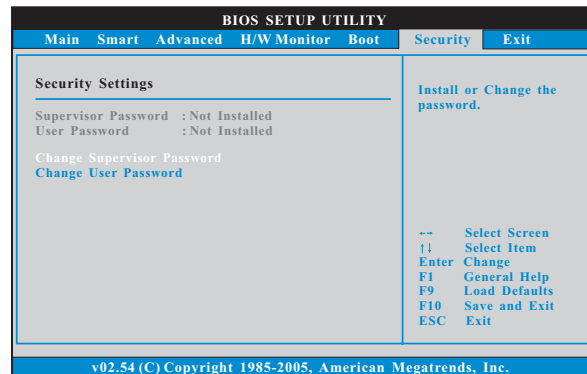 BIOS SETUP UTILITY
Main Smart Advanced H/W Monitor Boot Security Exit
Security Settings
Supervisor Password : Not Installed
User Password : Not Installed
Change Supervisor Password
Change User Password
Install or Change the
password.
←→ Select Screen
↑↓ Select Item
Enter Change
F1 General Help
F9 Load Defaults
F10 Save and Exit
ESC Exit
v02.54 (C) Copyright 1985-2005, American Megatrends, Inc.